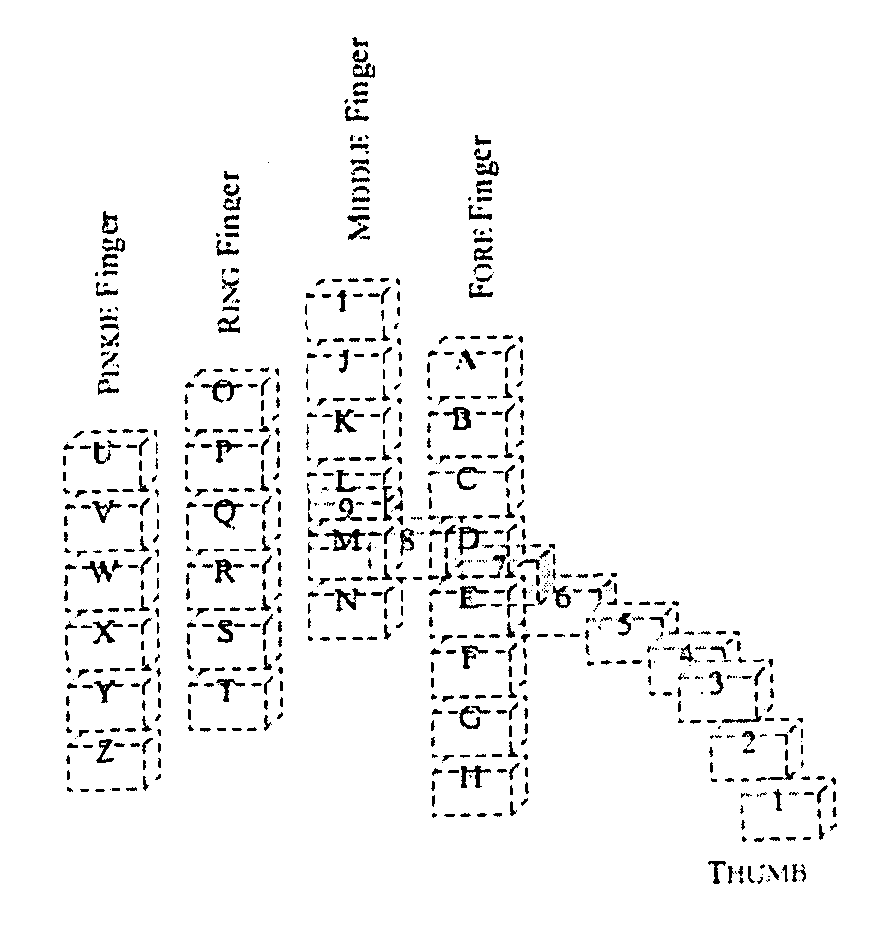 PINKIE Finger
RING Finger
MIDDLE Finger
FORE Finger
U
V
W
X
Y
Z
O
P
Q
R
S
T
I
J
K
L
9
M
8
N
A
B
C
D
7
E
6
F
G
H
5
4
3
2
1
THUMB